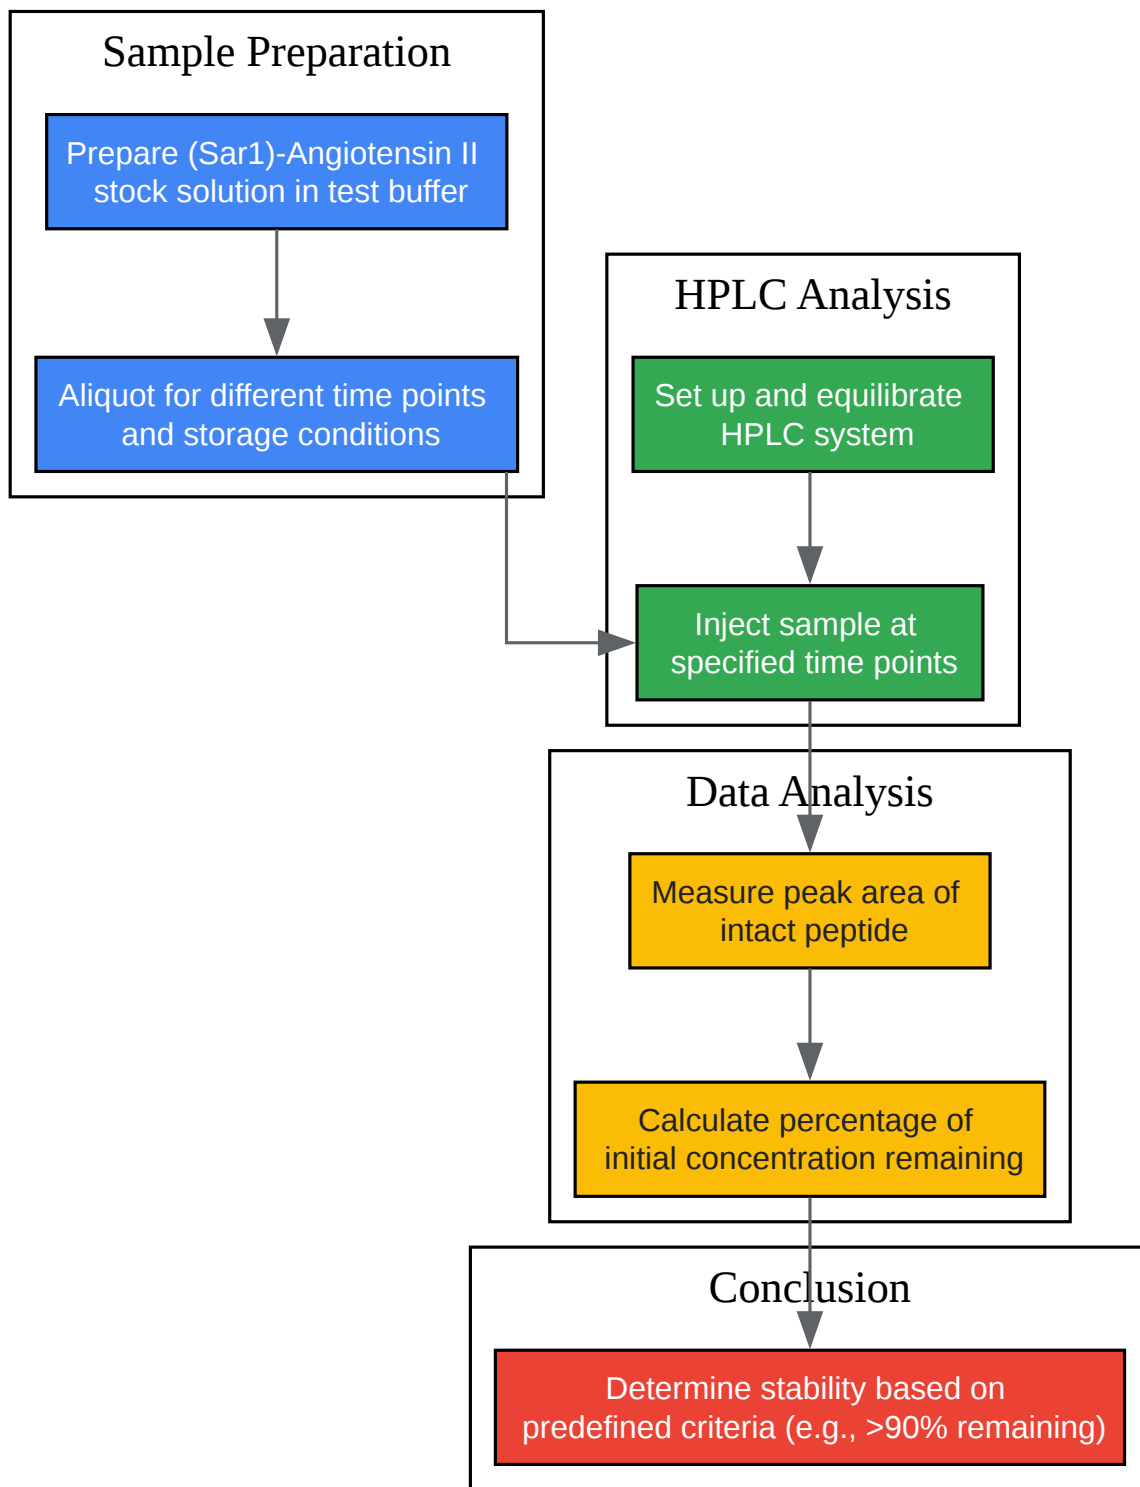 Sample Preparation
Prepare (Sar1)-Angiotensin II
stock solution in test buffer
Aliquot for different time points
and storage conditions
HPLC Analysis
Set up and equilibrate
HPLC system
Inject sample at
specified time points
Data Analysis
Measure peak area of
intact peptide
Calculate percentage of
initial concentration remaining
Conclusion
Determine stability based on
predefined criteria (e.g., >90% remaining)